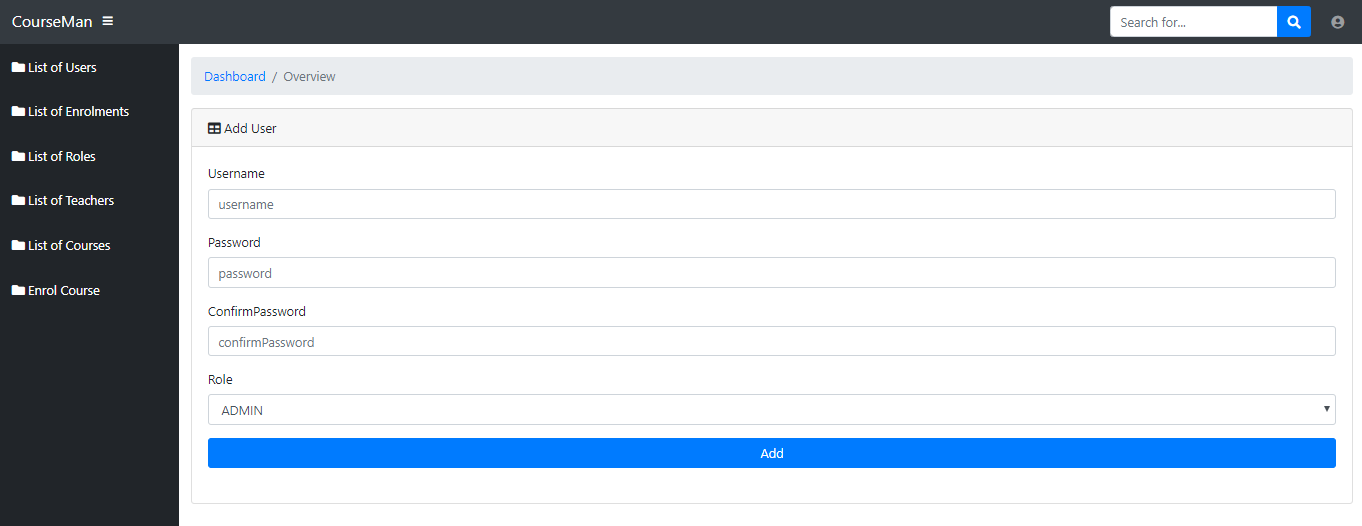 CourseMan
Search for...
List of Users
List of Enrolments
List of Roles
List of Teachers
List of Courses
Enrol Course
Dashboard / Overview
Add User
Username
username
Password
password
ConfirmPassword
confirmPassword
Role
ADMIN
Add